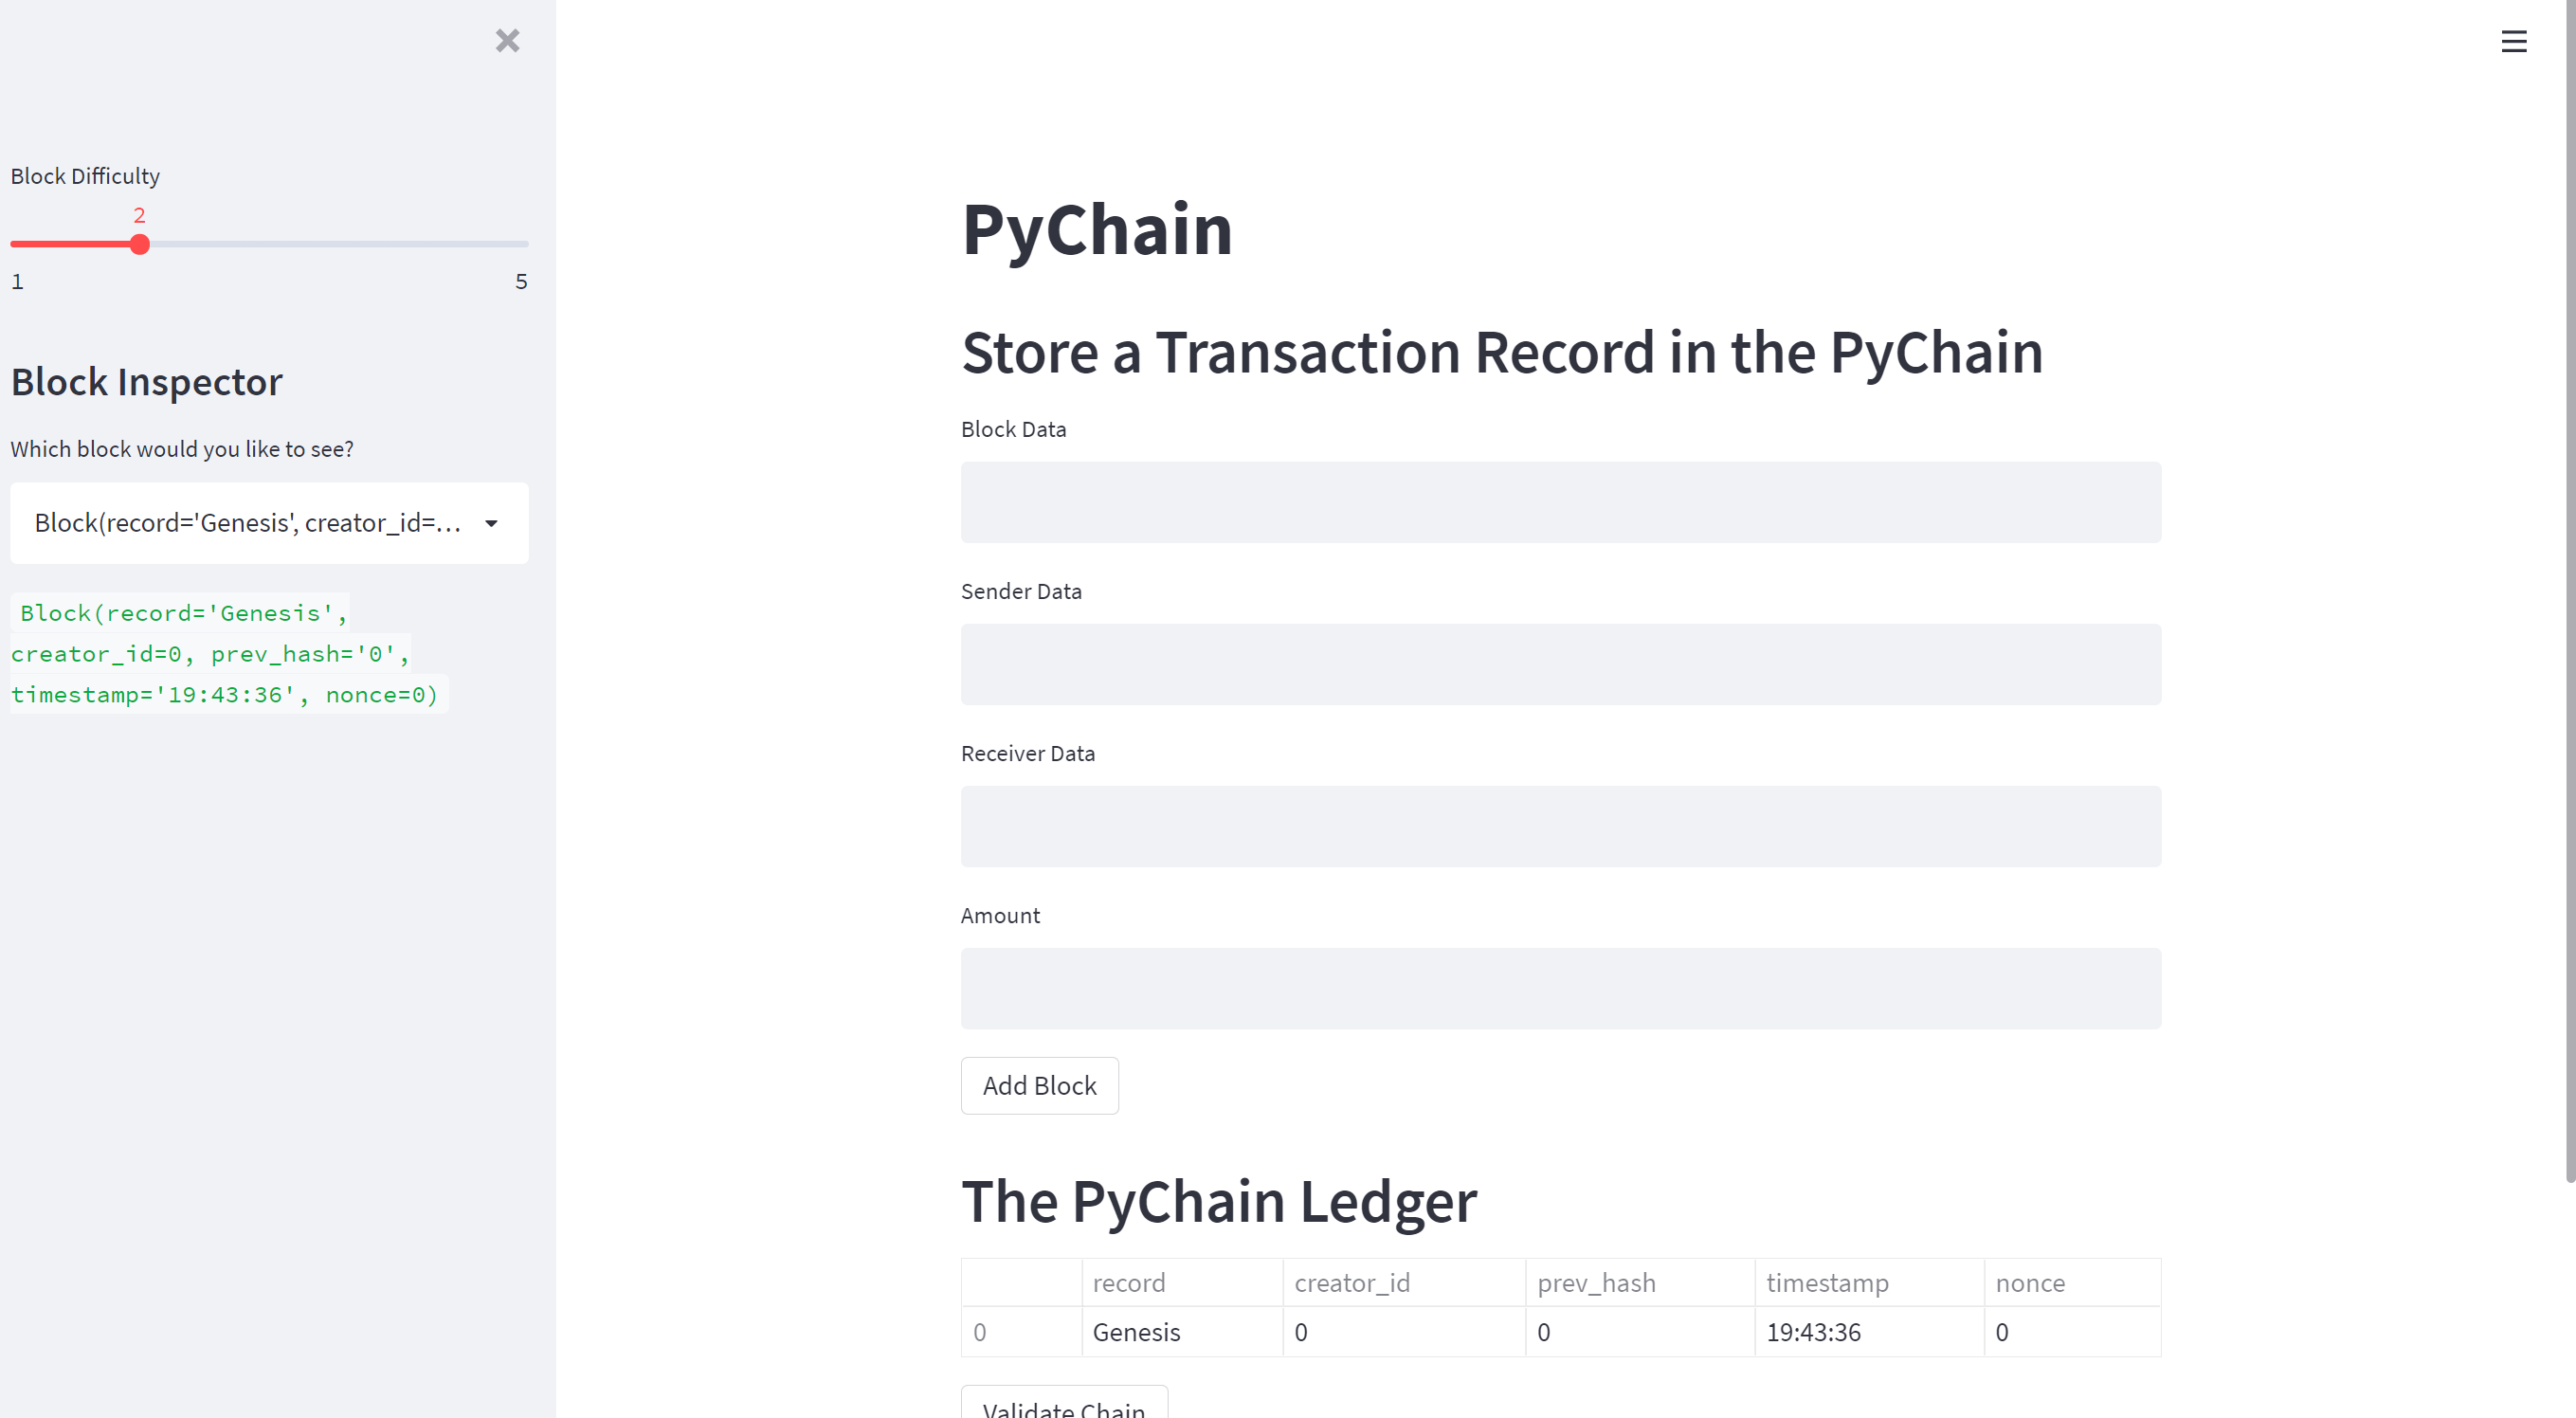 Block Difficulty
2
1 5
Block Inspector
Which block would you like to see?
Block(record='Genesis', creator_id=...
Block(record='Genesis',
creator_id=0, prev_hash='0',
timestamp='19:43:36', nonce=0)
PyChain
Store a Transaction Record in the PyChain
Block Data
Sender Data
Receiver Data
Amount
Add Block
The PyChain Ledger
record creator_id prev_hash timestamp nonce
0 Genesis 0 0 19:43:36 0
Validate Chain